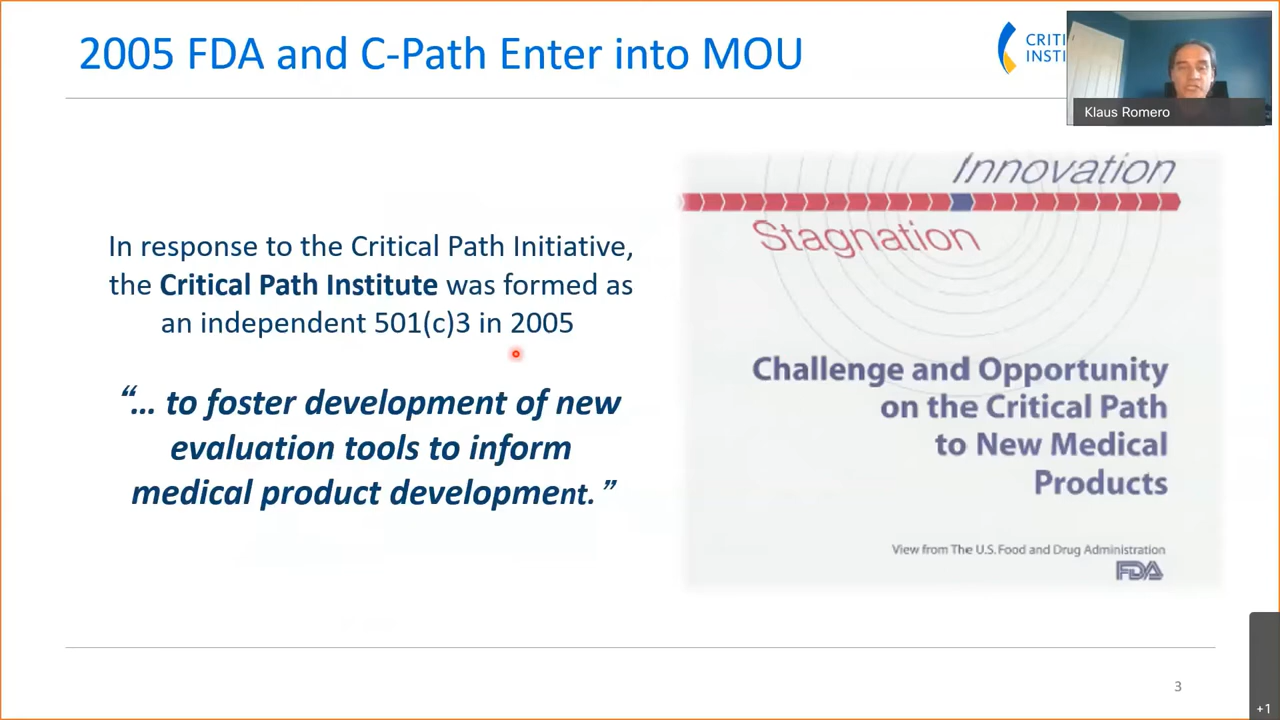 2005 FDA and C-Path Enter into MOU
CRITI
INSTI
Klaus Romero
In response to the Critical Path Initiative,
the Critical Path Institute was formed as
an independent 501(c)3 in 2005
“… to foster development of new
evaluation tools to inform
medical product development.”
Innovation
Stagnation
Challenge and Opportunity
on the Critical Path
to New Medical
Products
View from The U.S. Food and Drug Administration
FDA
3
+1